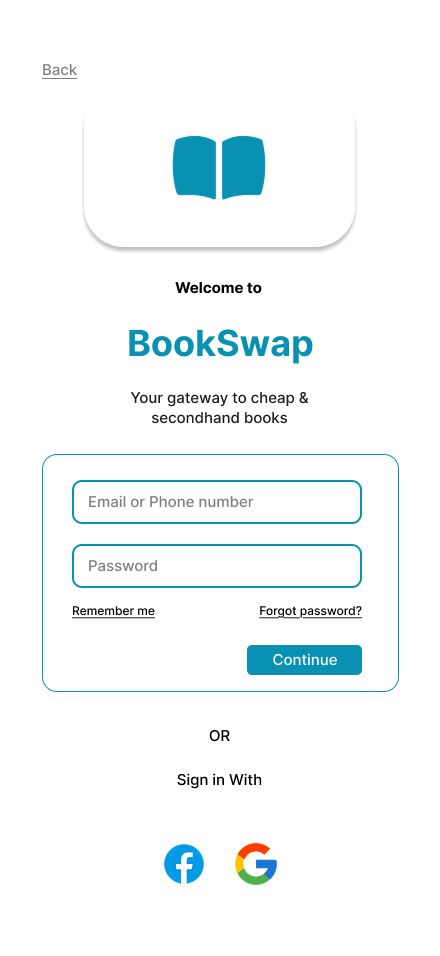 Back
Welcome to
BookSwap
Your gateway to cheap &
secondhand books
Email or Phone number
Password
Remember me
Forgot password?
Continue
OR
Sign in With